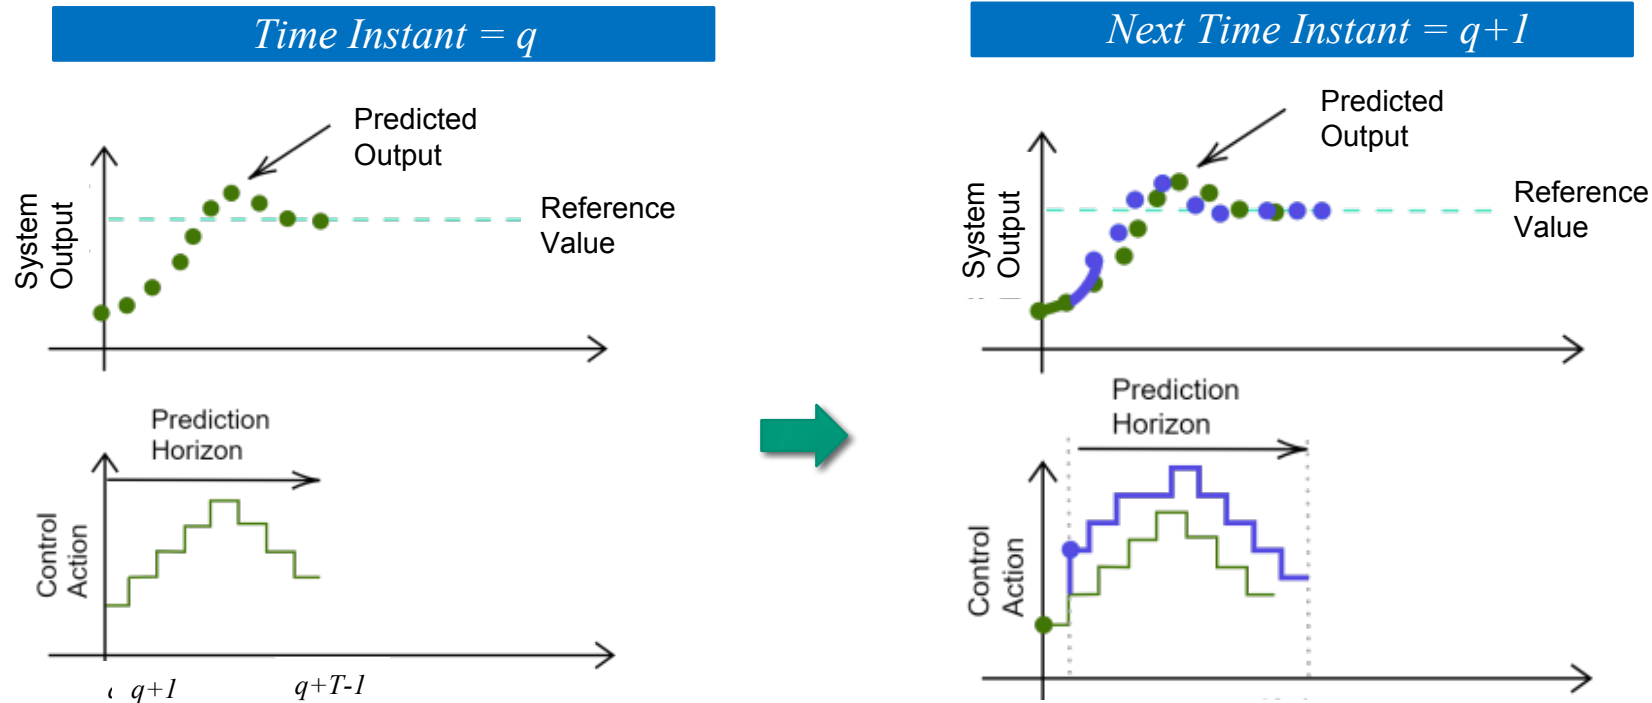 Time Instant = q
Predicted
Output
System
Output
Reference
Value
Prediction
Horizon
Control
Action
q+1
q+T-1
Next Time Instant = q+1
Predicted
Output
System
Output
Reference
Value
Prediction
Horizon
Control
Action